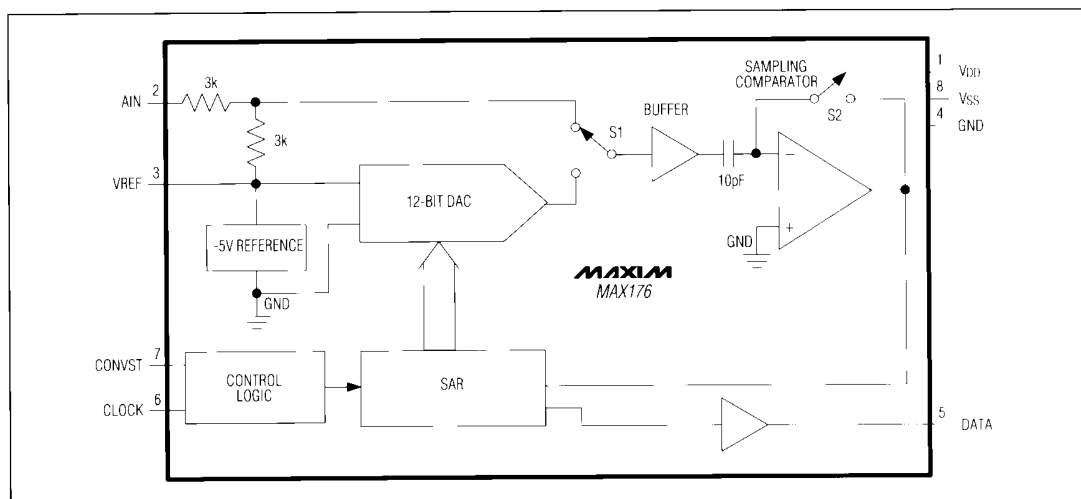 3k
AIN 2
3k
VREF 3
-5V REFERENCE
GND
12-BIT DAC
S1
BUFFER
10pF
SAMPLING
COMPARATOR
S2
-
+
GND
1 VDD
8 VSS
4 GND
MAXIM
MAX176
CONVST 7
CLOCK 6
CONTROL
LOGIC
SAR
5 DATA